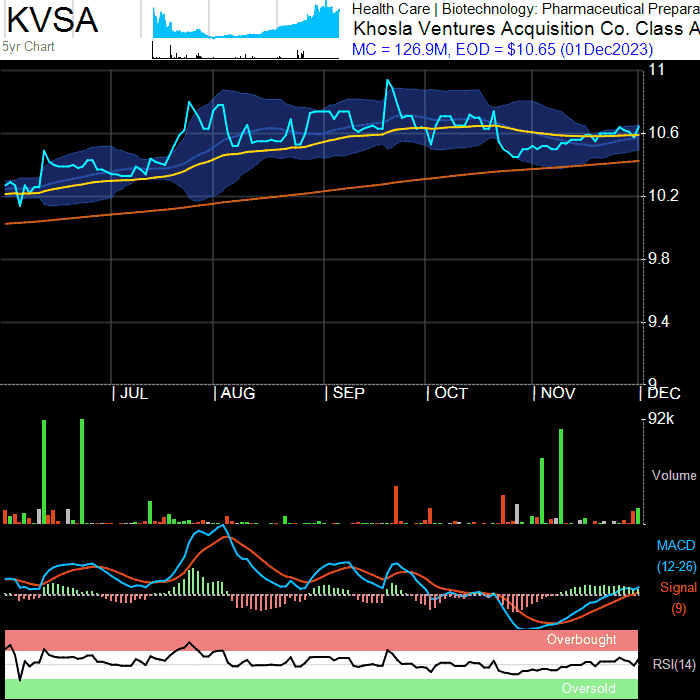 KVSA
5yr Chart
Health Care | Biotechnology: Pharmaceutical Prepara
Khosla Ventures Acquisition Co. Class A
MC = 126.9M, EOD = $10.65 (01Dec2023)
11
10.6
10.2
9.8
9.4
9
JUL AUG SEP OCT NOV DEC
92k
Volume
MACD
(12-26)
Signal
(9)
Overbought
RSI(14)
Oversold